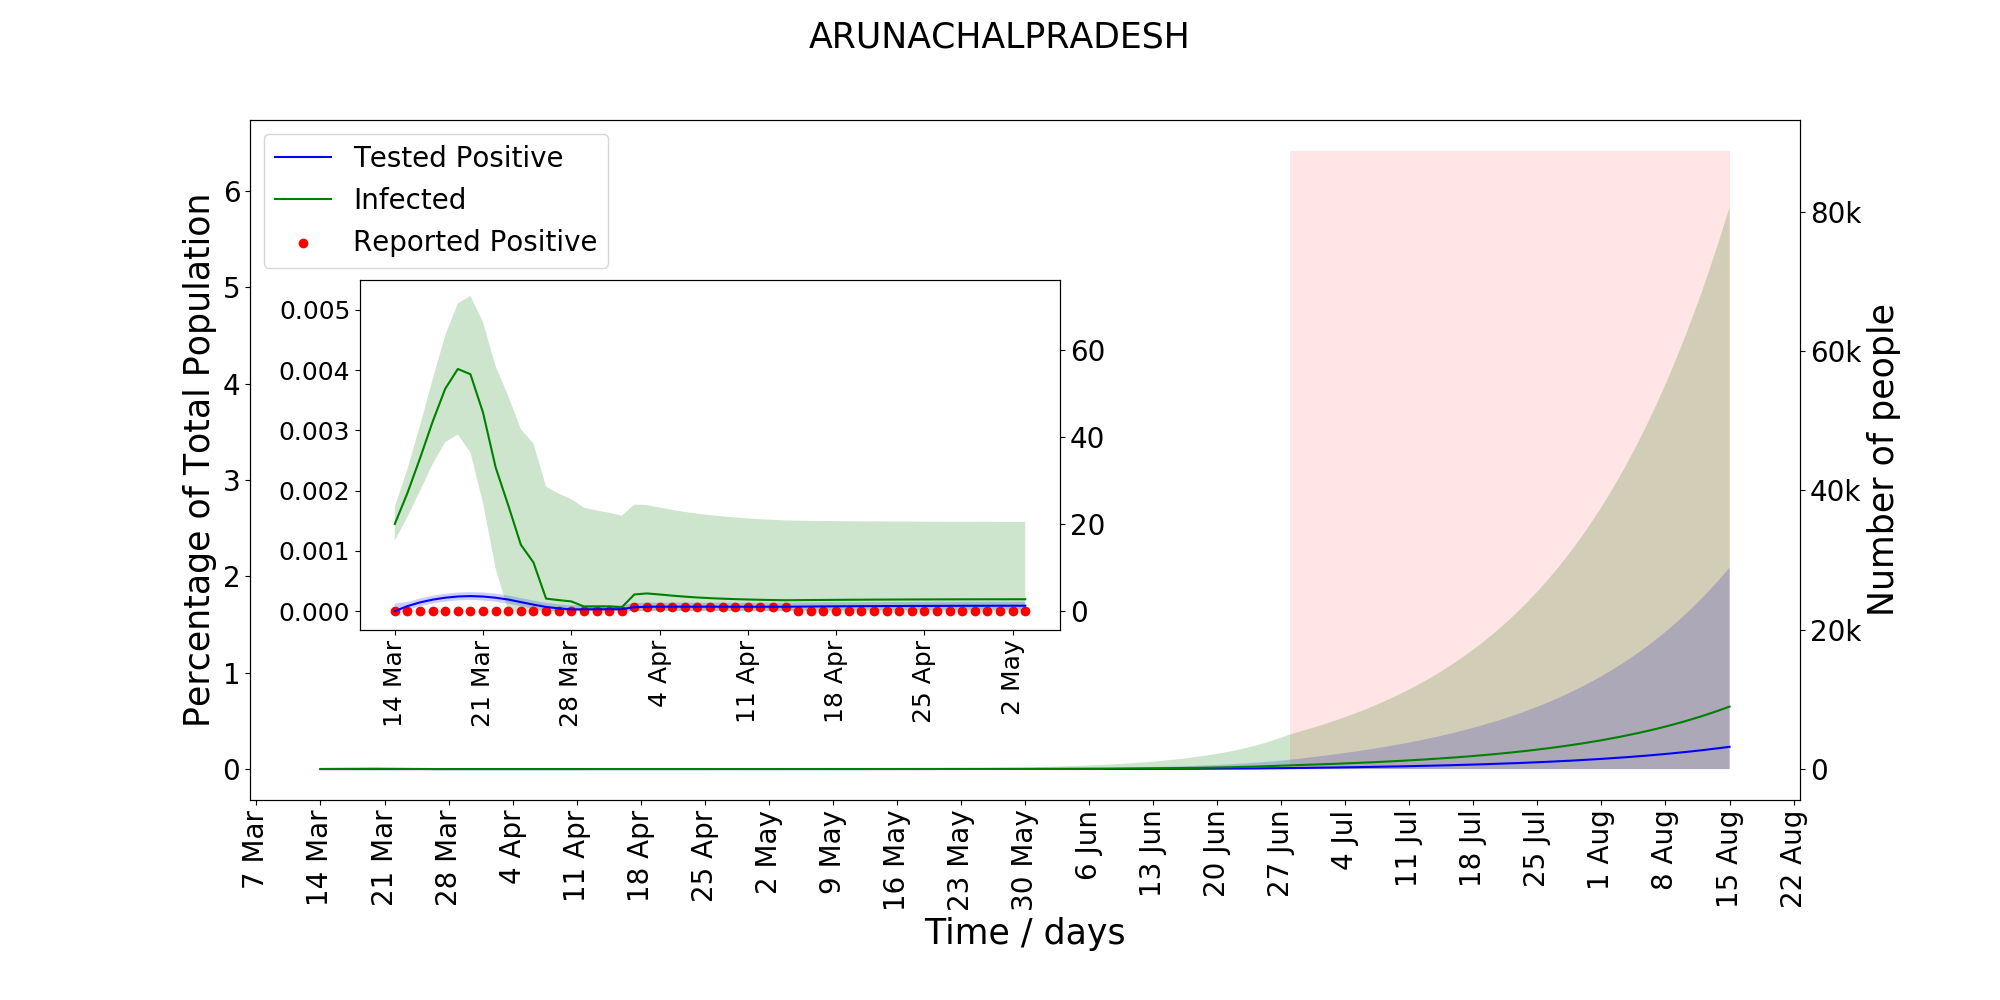 ARUNACHALPRADESH
Tested Positive
Infected
Reported Positive
Percentage of Total Population
6
5
4
3
2
1
0
0.005
0.004
0.003
0.002
0.001
0.000
60
40
20
0
14 Mar
21 Mar
28 Mar
4 Apr
11 Apr
18 Apr
25 Apr
2 May
80k
60k
40k
20k
0
Number of people
7 Mar
14 Mar
21 Mar
28 Mar
4 Apr
11 Apr
18 Apr
25 Apr
2 May
9 May
16 May
23 May
30 May
6 Jun
13 Jun
20 Jun
27 Jun
4 Jul
11 Jul
18 Jul
25 Jul
1 Aug
8 Aug
15 Aug
22 Aug
Time / days